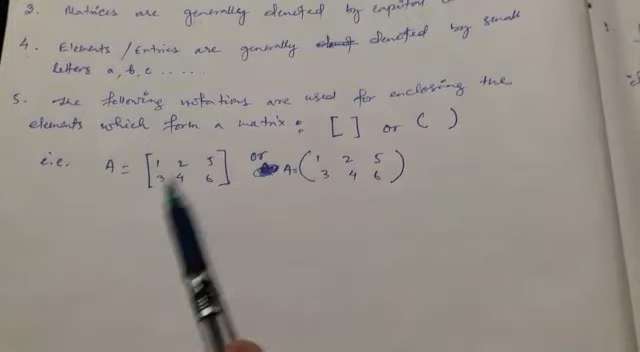 3. Matrices are generally denoted by capital
4. Elements / Entries are generally denoted by small
letters a, b, c .....
5. The following notations are used for enclosing the
elements which form a matrix : [ ] or ( )
i.e. A = [ 1 2 5 or A = ( 1 2 5
3 4 6 ] 3 4 6 )
1.